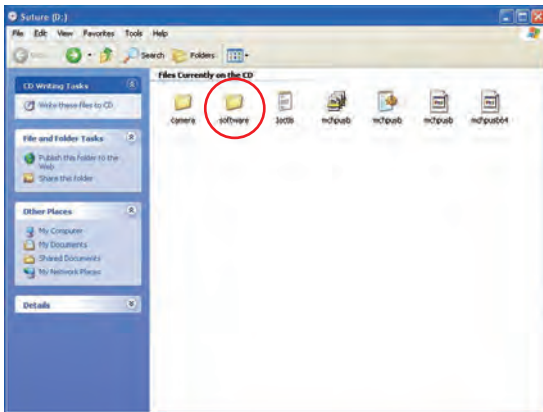 Suture (D:)
File Edit View Favorites Tools Help
Search Folders
Files Currently on the CD
CD Writing Tasks
Write these files to CD
camera software 1ectlb mchpusb mchpusb mchpusb mchpusb64
File and Folder Tasks
Publish this folder to the Web
Share this folder
Other Places
My Computer
My Documents
Shared Documents
My Network Places
Details